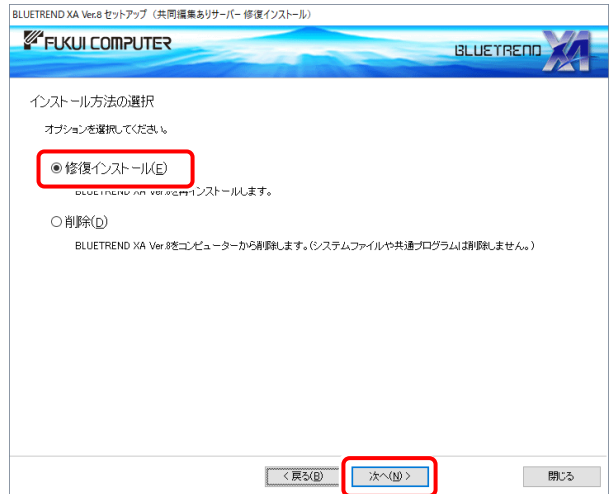 BLUETREND XA Ver.8 セットアップ（共同編集ありサーバー 修復インストール）
FUKUI COMPUTER
BLUETREND XA
インストール方法の選択
オプションを選択してください。
修復インストール(E)
BLUETREND XA Ver.8を再インストールします。
削除(D)
BLUETREND XA Ver.8をコンピューターから削除します。(システムファイルや共通プログラムは削除しません。)
< 戻る(B)
次へ(N) >
閉じる